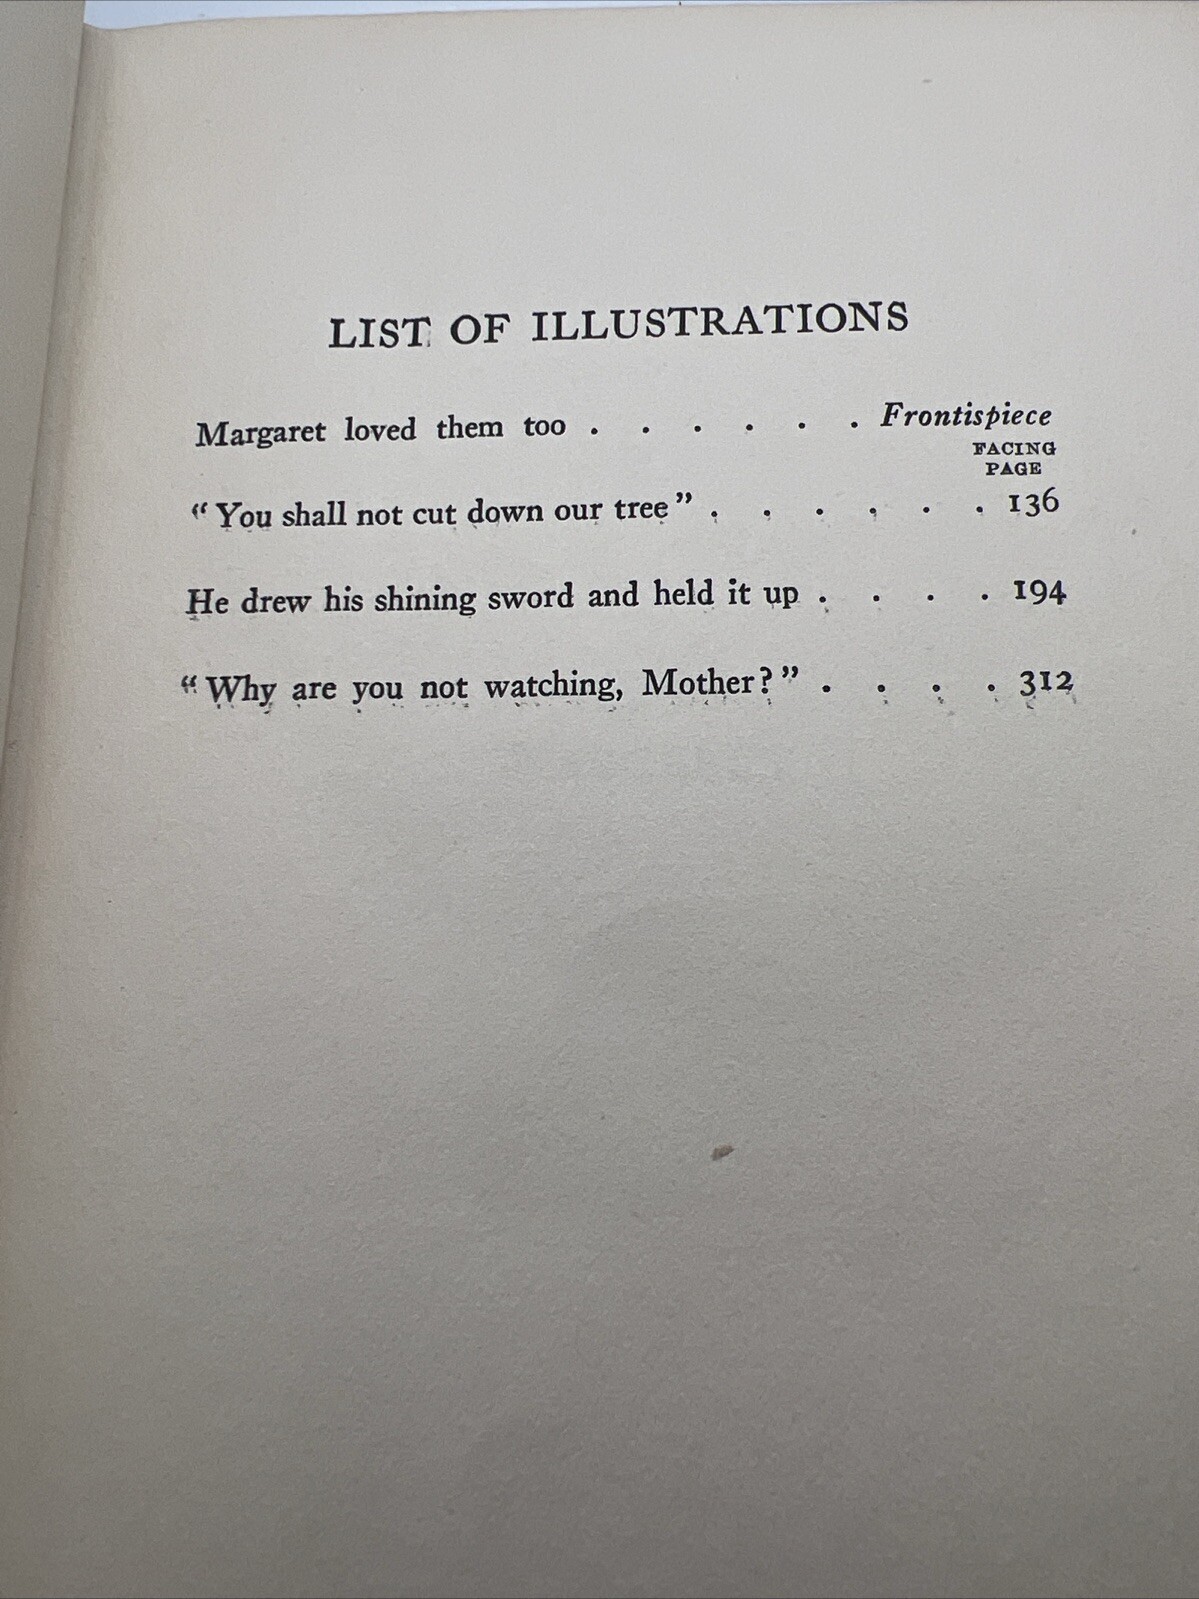 LIST OF ILLUSTRATIONS
Margaret loved them too . . . . . . Frontispiece
FACING
PAGE
“You shall not cut down our tree” . . . . . . 136
He drew his shining sword and held it up . . . . 194
“Why are you not watching, Mother?” . . . . 312